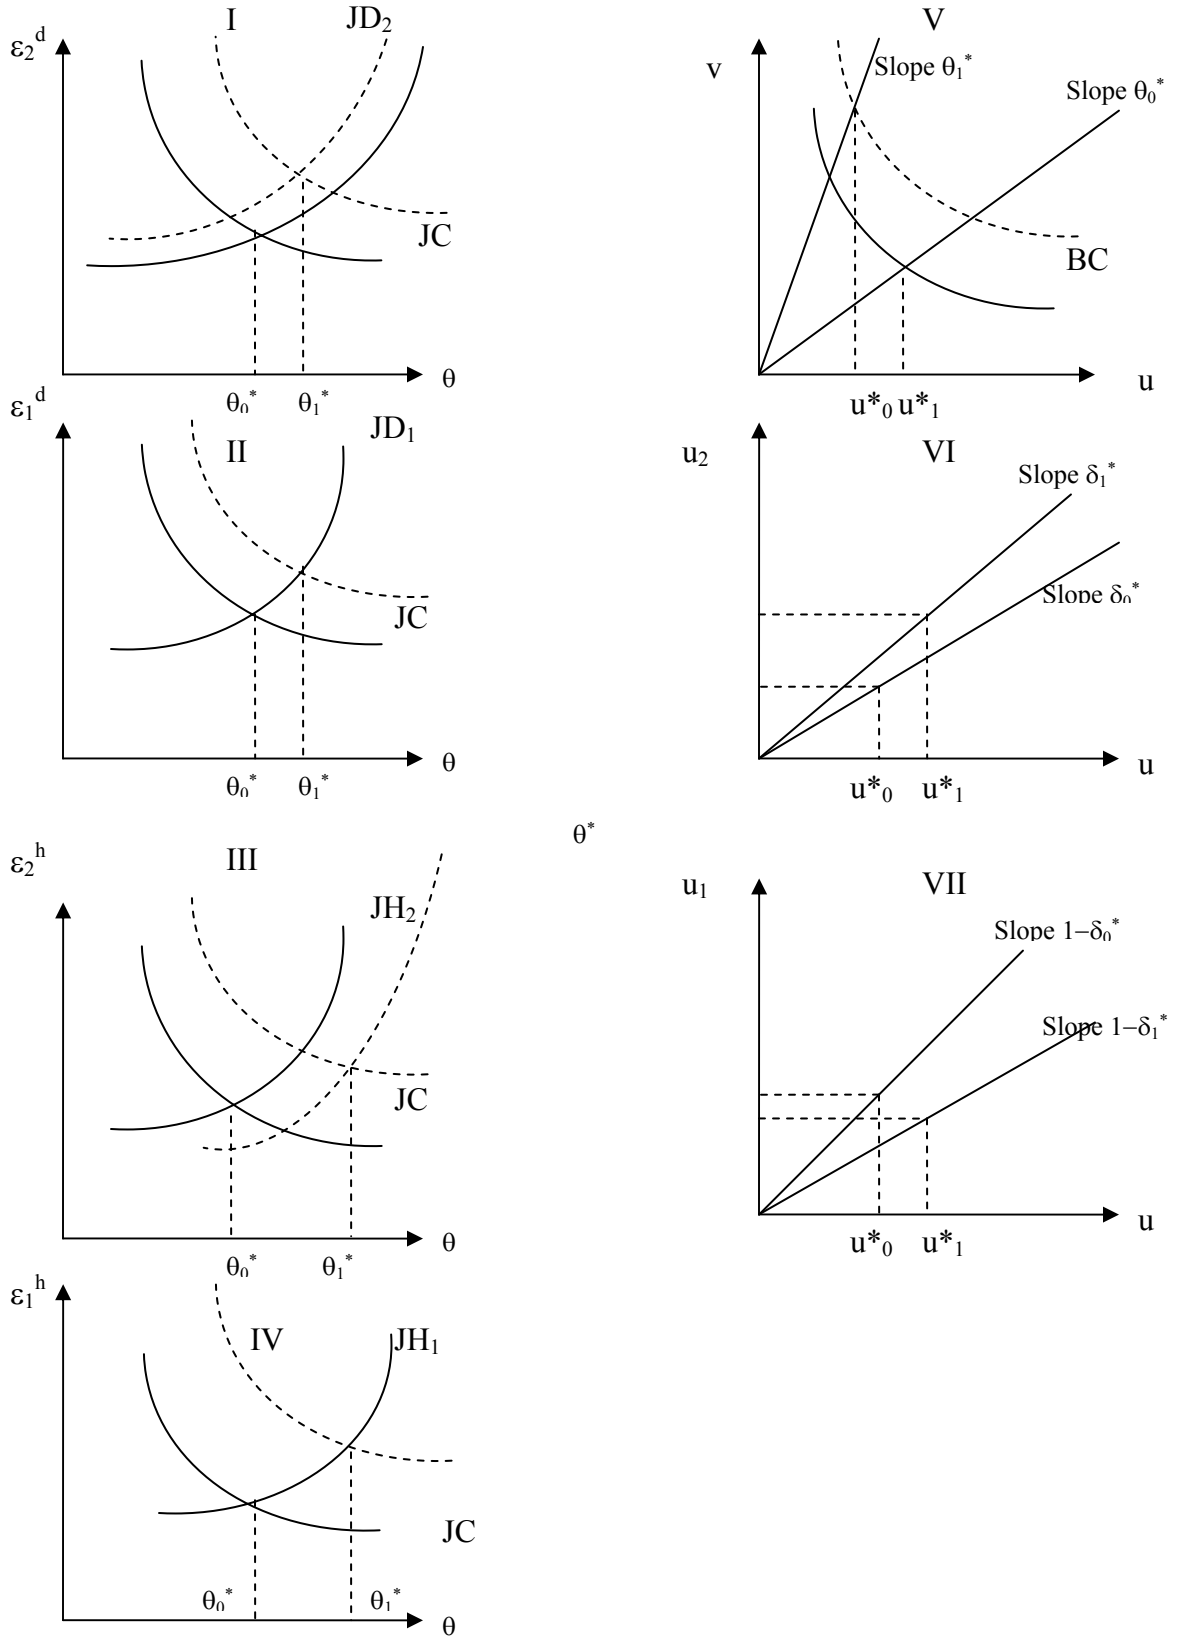 I
JD₂
ε₂ᵈ
JC
θ
θ₀*
θ₁*
V
v
Slope θ₁*
Slope θ₀*
BC
u
u*₀ u*₁
ε₁ᵈ
II
JD₁
JC
θ
θ₀*
θ₁*
VI
u₂
Slope δ₁*
Slope δ₀*
u
u*₀
u*₁
θ*
ε₂ʰ
III
JH₂
JC
θ
θ₀*
θ₁*
VII
u₁
Slope 1–δ₀*
Slope 1–δ₁*
u
u*₀
u*₁
ε₁ʰ
IV
JH₁
JC
θ₀*
θ₁*
θ